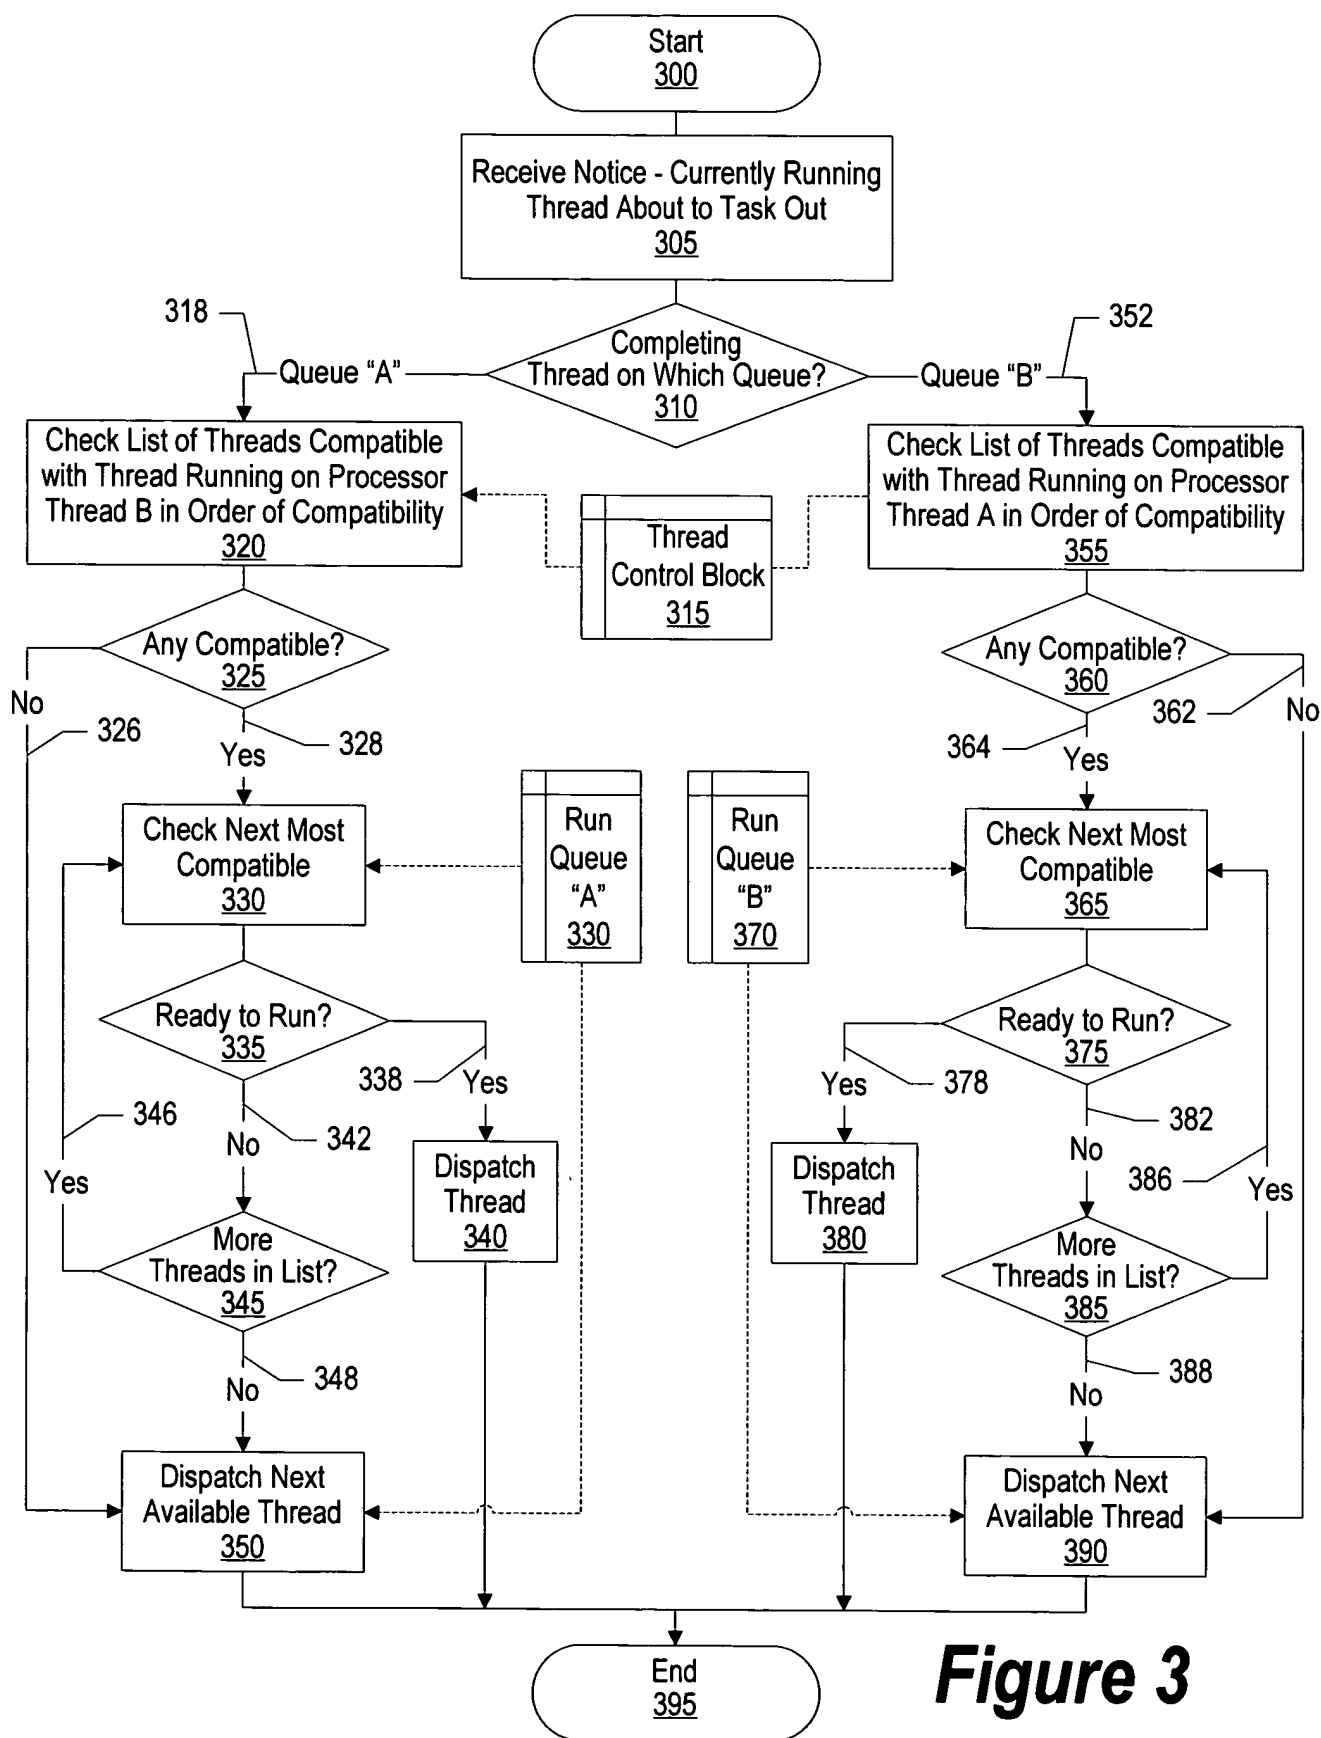 Start
300
Receive Notice - Currently Running
Thread About to Task Out
305
318
352
Completing
Thread on Which Queue?
310
Queue “A”
Queue “B”
Check List of Threads Compatible
with Thread Running on Processor
Thread B in Order of Compatibility
320
Check List of Threads Compatible
with Thread Running on Processor
Thread A in Order of Compatibility
355
Thread
Control Block
315
Any Compatible?
325
Any Compatible?
360
No
326
328
Yes
362
No
364
Yes
Check Next Most
Compatible
330
Run
Queue
“A”
330
Run
Queue
“B”
370
Check Next Most
Compatible
365
Ready to Run?
335
Ready to Run?
375
338
Yes
Yes
378
346
342
No
382
No
386
Yes
Yes
Dispatch
Thread
340
Dispatch
Thread
380
More
Threads in List?
345
More
Threads in List?
385
348
No
388
No
Dispatch Next
Available Thread
350
Dispatch Next
Available Thread
390
End
395
Figure 3